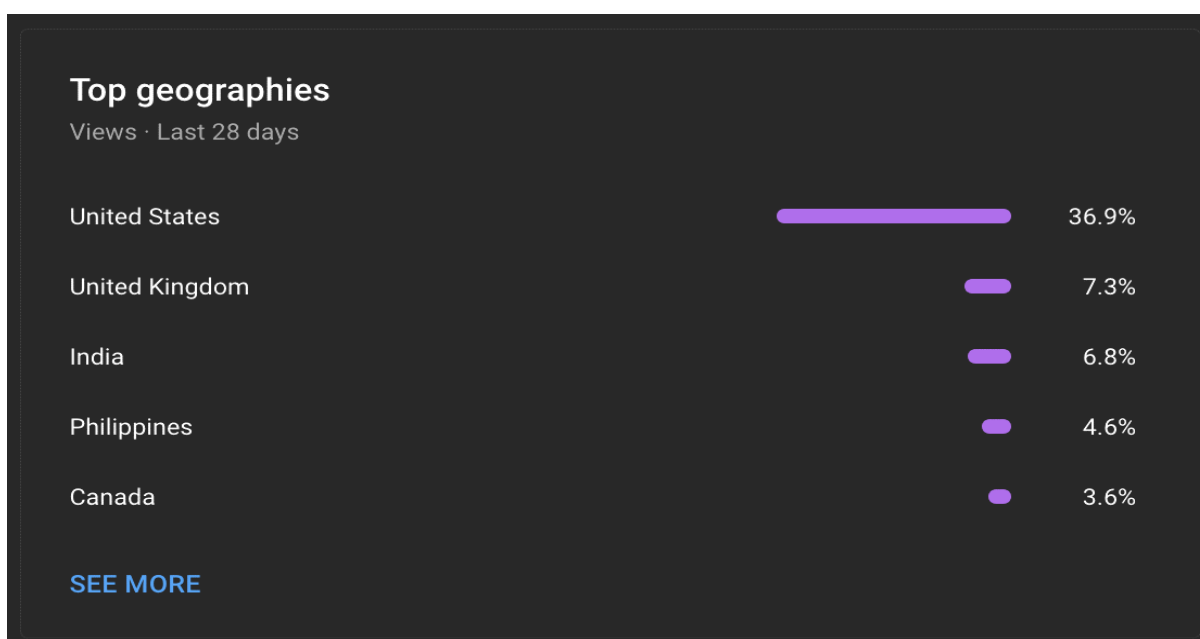 Top geographies
Views · Last 28 days
United States 36.9%
United Kingdom 7.3%
India 6.8%
Philippines 4.6%
Canada 3.6%
SEE MORE